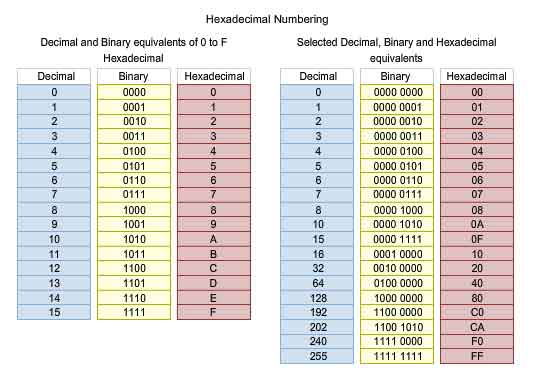 Hexadecimal Numbering
Decimal and Binary equivalents of 0 to F
Hexadecimal
Decimal Binary Hexadecimal
0 0000 0
1 0001 1
2 0010 2
3 0011 3
4 0100 4
5 0101 5
6 0110 6
7 0111 7
8 1000 8
9 1001 9
10 1010 A
11 1011 B
12 1100 C
13 1101 D
14 1110 E
15 1111 F
Selected Decimal, Binary and Hexadecimal
equivalents
Decimal Binary Hexadecimal
0 0000 0000 00
1 0000 0001 01
2 0000 0010 02
3 0000 0011 03
4 0000 0100 04
5 0000 0101 05
6 0000 0110 06
7 0000 0111 07
8 0000 1000 08
10 0000 1010 0A
15 0000 1111 0F
16 0001 0000 10
32 0010 0000 20
64 0100 0000 40
128 1000 0000 80
192 1100 0000 C0
202 1100 1010 CA
240 1111 0000 F0
255 1111 1111 FF